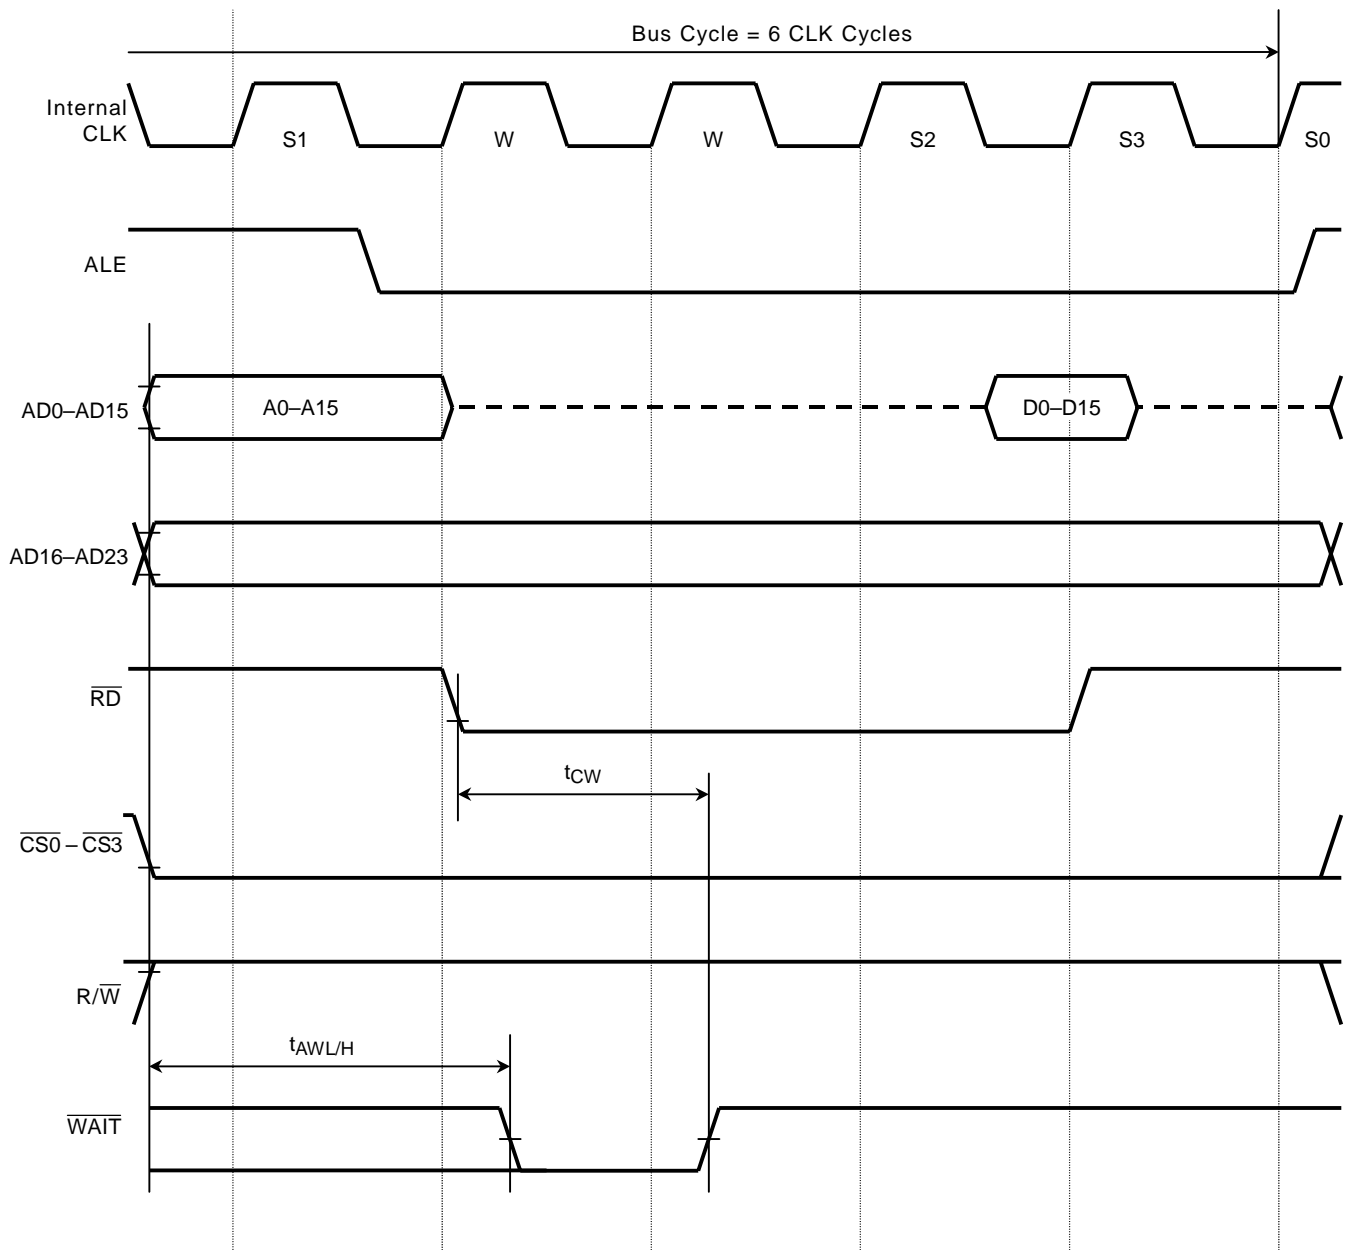 Bus Cycle = 6 CLK Cycles
Internal
CLK
S1
W
W
S2
S3
S0
ALE
AD0–AD15
A0–A15
D0–D15
AD16–AD23
RD
tCW
CS0 – CS3
R/W
tAWL/H
WAIT